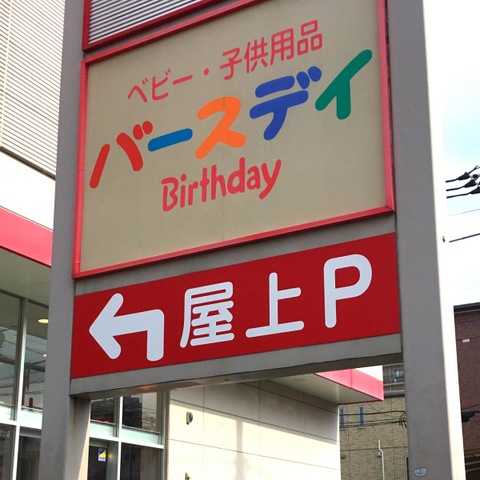 ベビー・子供用品
バースデイ
Birthday
屋上P